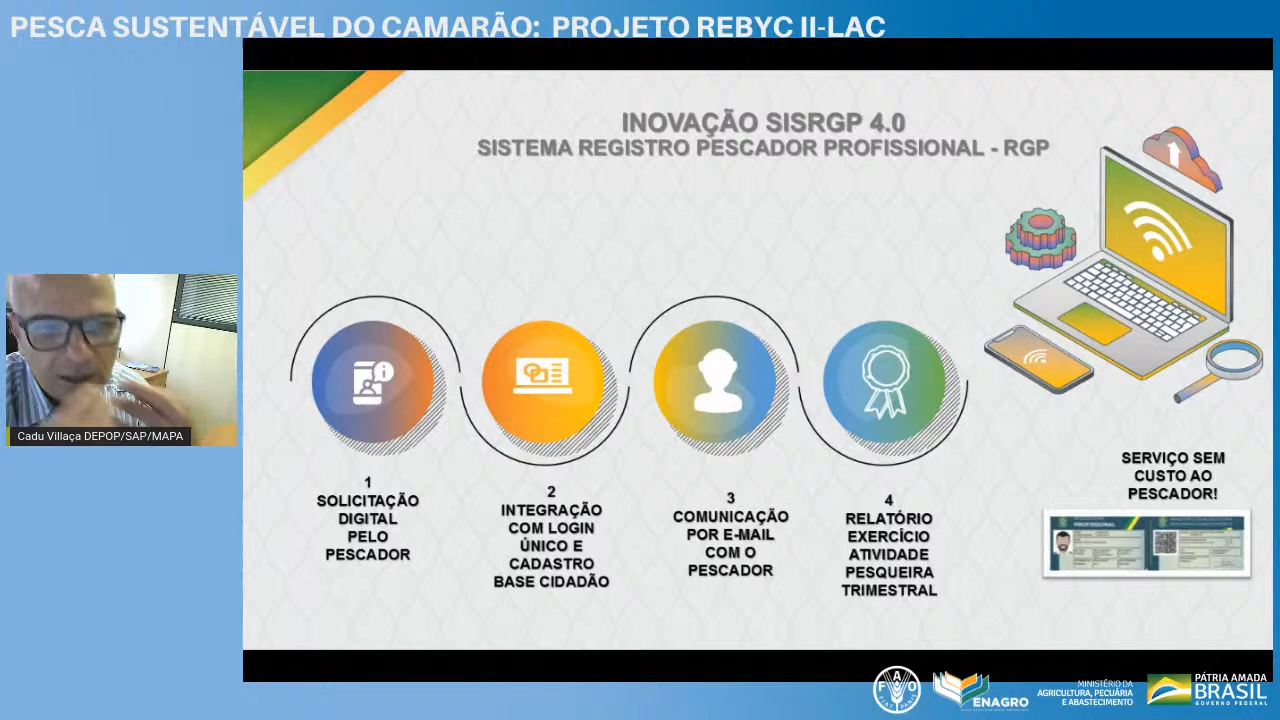 PESCA SUSTENTÁVEL DO CAMARÃO: PROJETO REBYC II-LAC
INOVAÇÃO SISRGP 4.0
SISTEMA REGISTRO PESCADOR PROFISSIONAL - RGP
1
SOLICITAÇÃO
DIGITAL
PELO
PESCADOR
2
INTEGRAÇÃO
COM LOGIN
ÚNICO E
CADASTRO
BASE CIDADÃO
3
COMUNICAÇÃO
POR E-MAIL
COM O
PESCADOR
4
RELATÓRIO
EXERCÍCIO
ATIVIDADE
PESQUEIRA
TRIMESTRAL
SERVIÇO SEM
CUSTO AO
PESCADOR!
PROFISSIONAL
Cadu Villaça DEPOP/SAP/MAPA
FAO
FIAT PANIS
ENAGRO
MINISTÉRIO DA
AGRICULTURA, PECUÁRIA
E ABASTECIMENTO
PÁTRIA AMADA
BRASIL
GOVERNO FEDERAL